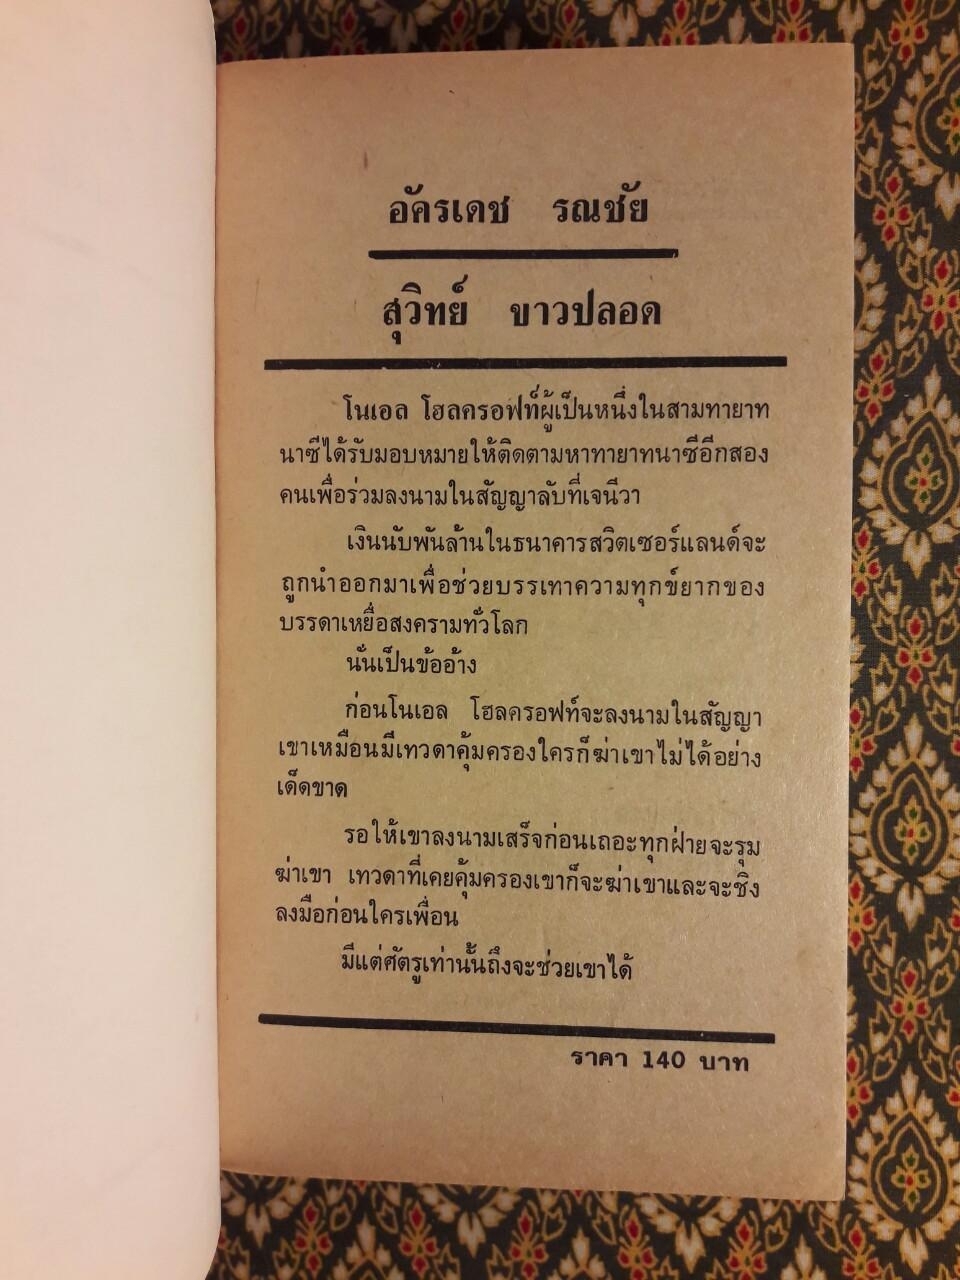 อัครเดช รณชัย
สุวิทย์ ขาวปลอด
โนเอล โฮลครอฟท์ผู้เป็นหนึ่งในสามทายาท
นาซีได้รับมอบหมายให้ติดตามหาทายาทนาซีอีกสอง
คนเพื่อร่วมลงนามในสัญญาลับที่เจนีวา
เงินนับพันล้านในธนาคารสวิตเซอร์แลนด์จะ
ถูกนำออกมาเพื่อช่วยบรรเทาความทุกข์ยากของ
บรรดาเหยื่อสงครามทั่วโลก
นั่นเป็นข้ออ้าง
ก่อนโนเอล โฮลครอฟท์จะลงนามในสัญญา
เขาเหมือนมีเทวดาคุ้มครองใครก็ฆ่าเขาไม่ได้อย่าง
เด็ดขาด
รอให้เขาลงนามเสร็จก่อนเถอะทุกฝ่ายจะรุม
ฆ่าเขา เทวดาที่เคยคุ้มครองเขาก็จะฆ่าเขาและจะชิง
ลงมือก่อนใครเพื่อน
มีแต่ศัตรูเท่านั้นถึงจะช่วยเขาได้
ราคา 140 บาท